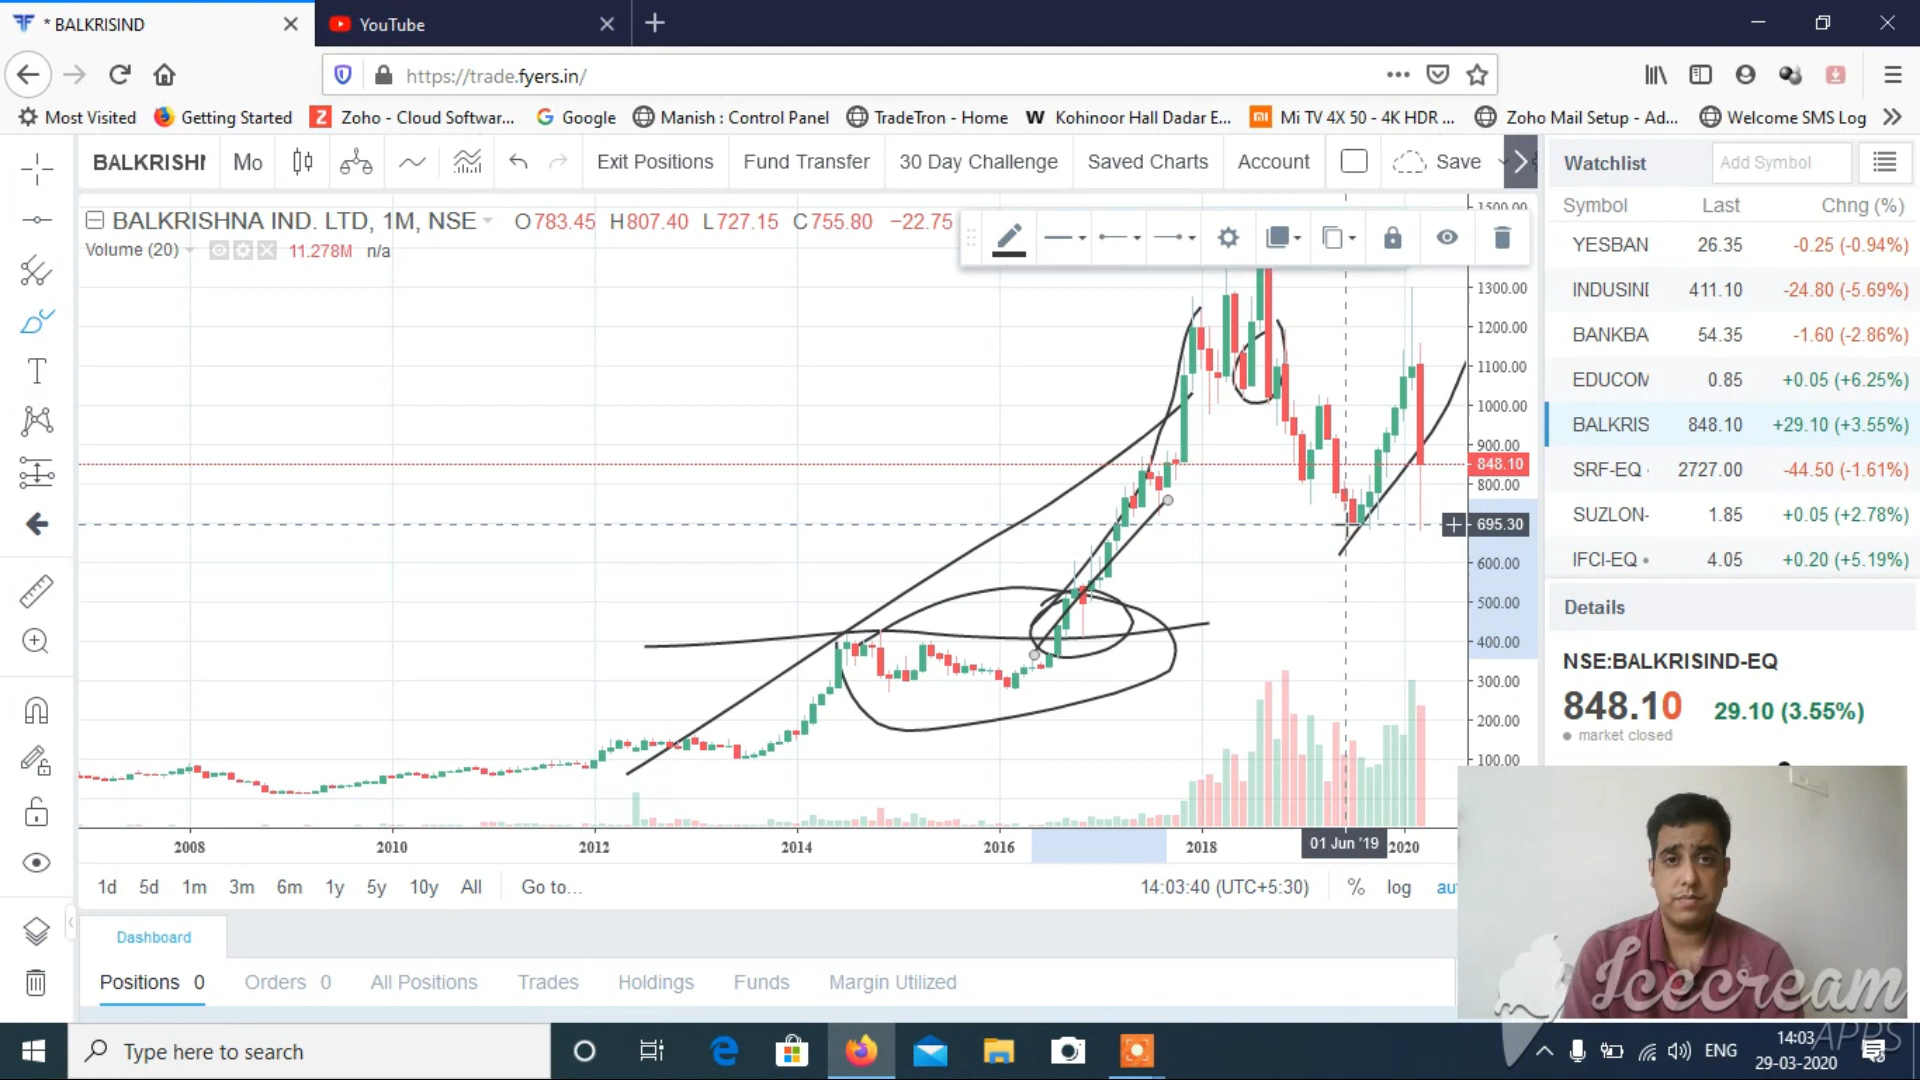 * BALKRISIND
YouTube
https://trade.fyers.in/
Most Visited
Getting Started
Zoho - Cloud Softwar...
Google
Manish : Control Panel
TradeTron - Home
Kohinoor Hall Dadar E...
Mi TV 4X 50 - 4K HDR ...
Zoho Mail Setup - Ad...
Welcome SMS Log
BALKRISHI
Mo
Exit Positions
Fund Transfer
30 Day Challenge
Saved Charts
Account
Save
Watchlist
Add Symbol
BALKRISHNA IND. LTD, 1M, NSE
O783.45 H807.40 L727.15 C755.80 −22.75
Volume (20) 11.278M n/a
Symbol Last Chng (%)
YESBAN 26.35 -0.25 (-0.94%)
INDUSINI 411.10 -24.80 (-5.69%)
BANKBA 54.35 -1.60 (-2.86%)
EDUCOM 0.85 +0.05 (+6.25%)
BALKRIS 848.10 +29.10 (+3.55%)
SRF-EQ 2727.00 -44.50 (-1.61%)
SUZLON- 1.85 +0.05 (+2.78%)
IFCI-EQ 4.05 +0.20 (+5.19%)
1500.00
1300.00
1200.00
1100.00
1000.00
900.00
848.10
800.00
695.30
600.00
500.00
400.00
300.00
200.00
100.00
Details
NSE:BALKRISIND-EQ
848.10 29.10 (3.55%)
market closed
2008 2010 2012 2014 2016 2018 01 Jun '19 2020
1d 5d 1m 3m 6m 1y 5y 10y All Go to...
14:03:40 (UTC+5:30) % log au
Dashboard
Positions 0 Orders 0 All Positions Trades Holdings Funds Margin Utilized
Icecream
APPS
Type here to search
ENG
14:03
29-03-2020